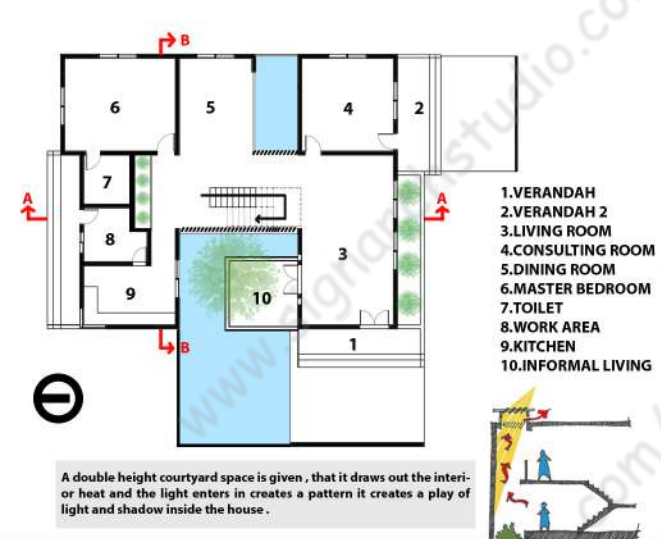 B
6
5
4
2
7
A
A
8
3
9
10
B
1
1.VERANDAH
2.VERANDAH 2
3.LIVING ROOM
4.CONSULTING ROOM
5.DINING ROOM
6.MASTER BEDROOM
7.TOILET
8.WORK AREA
9.KITCHEN
10.INFORMAL LIVING
A double height courtyard space is given , that it draws out the interi-
or heat and the light enters in creates a pattern it creates a play of
light and shadow inside the house .